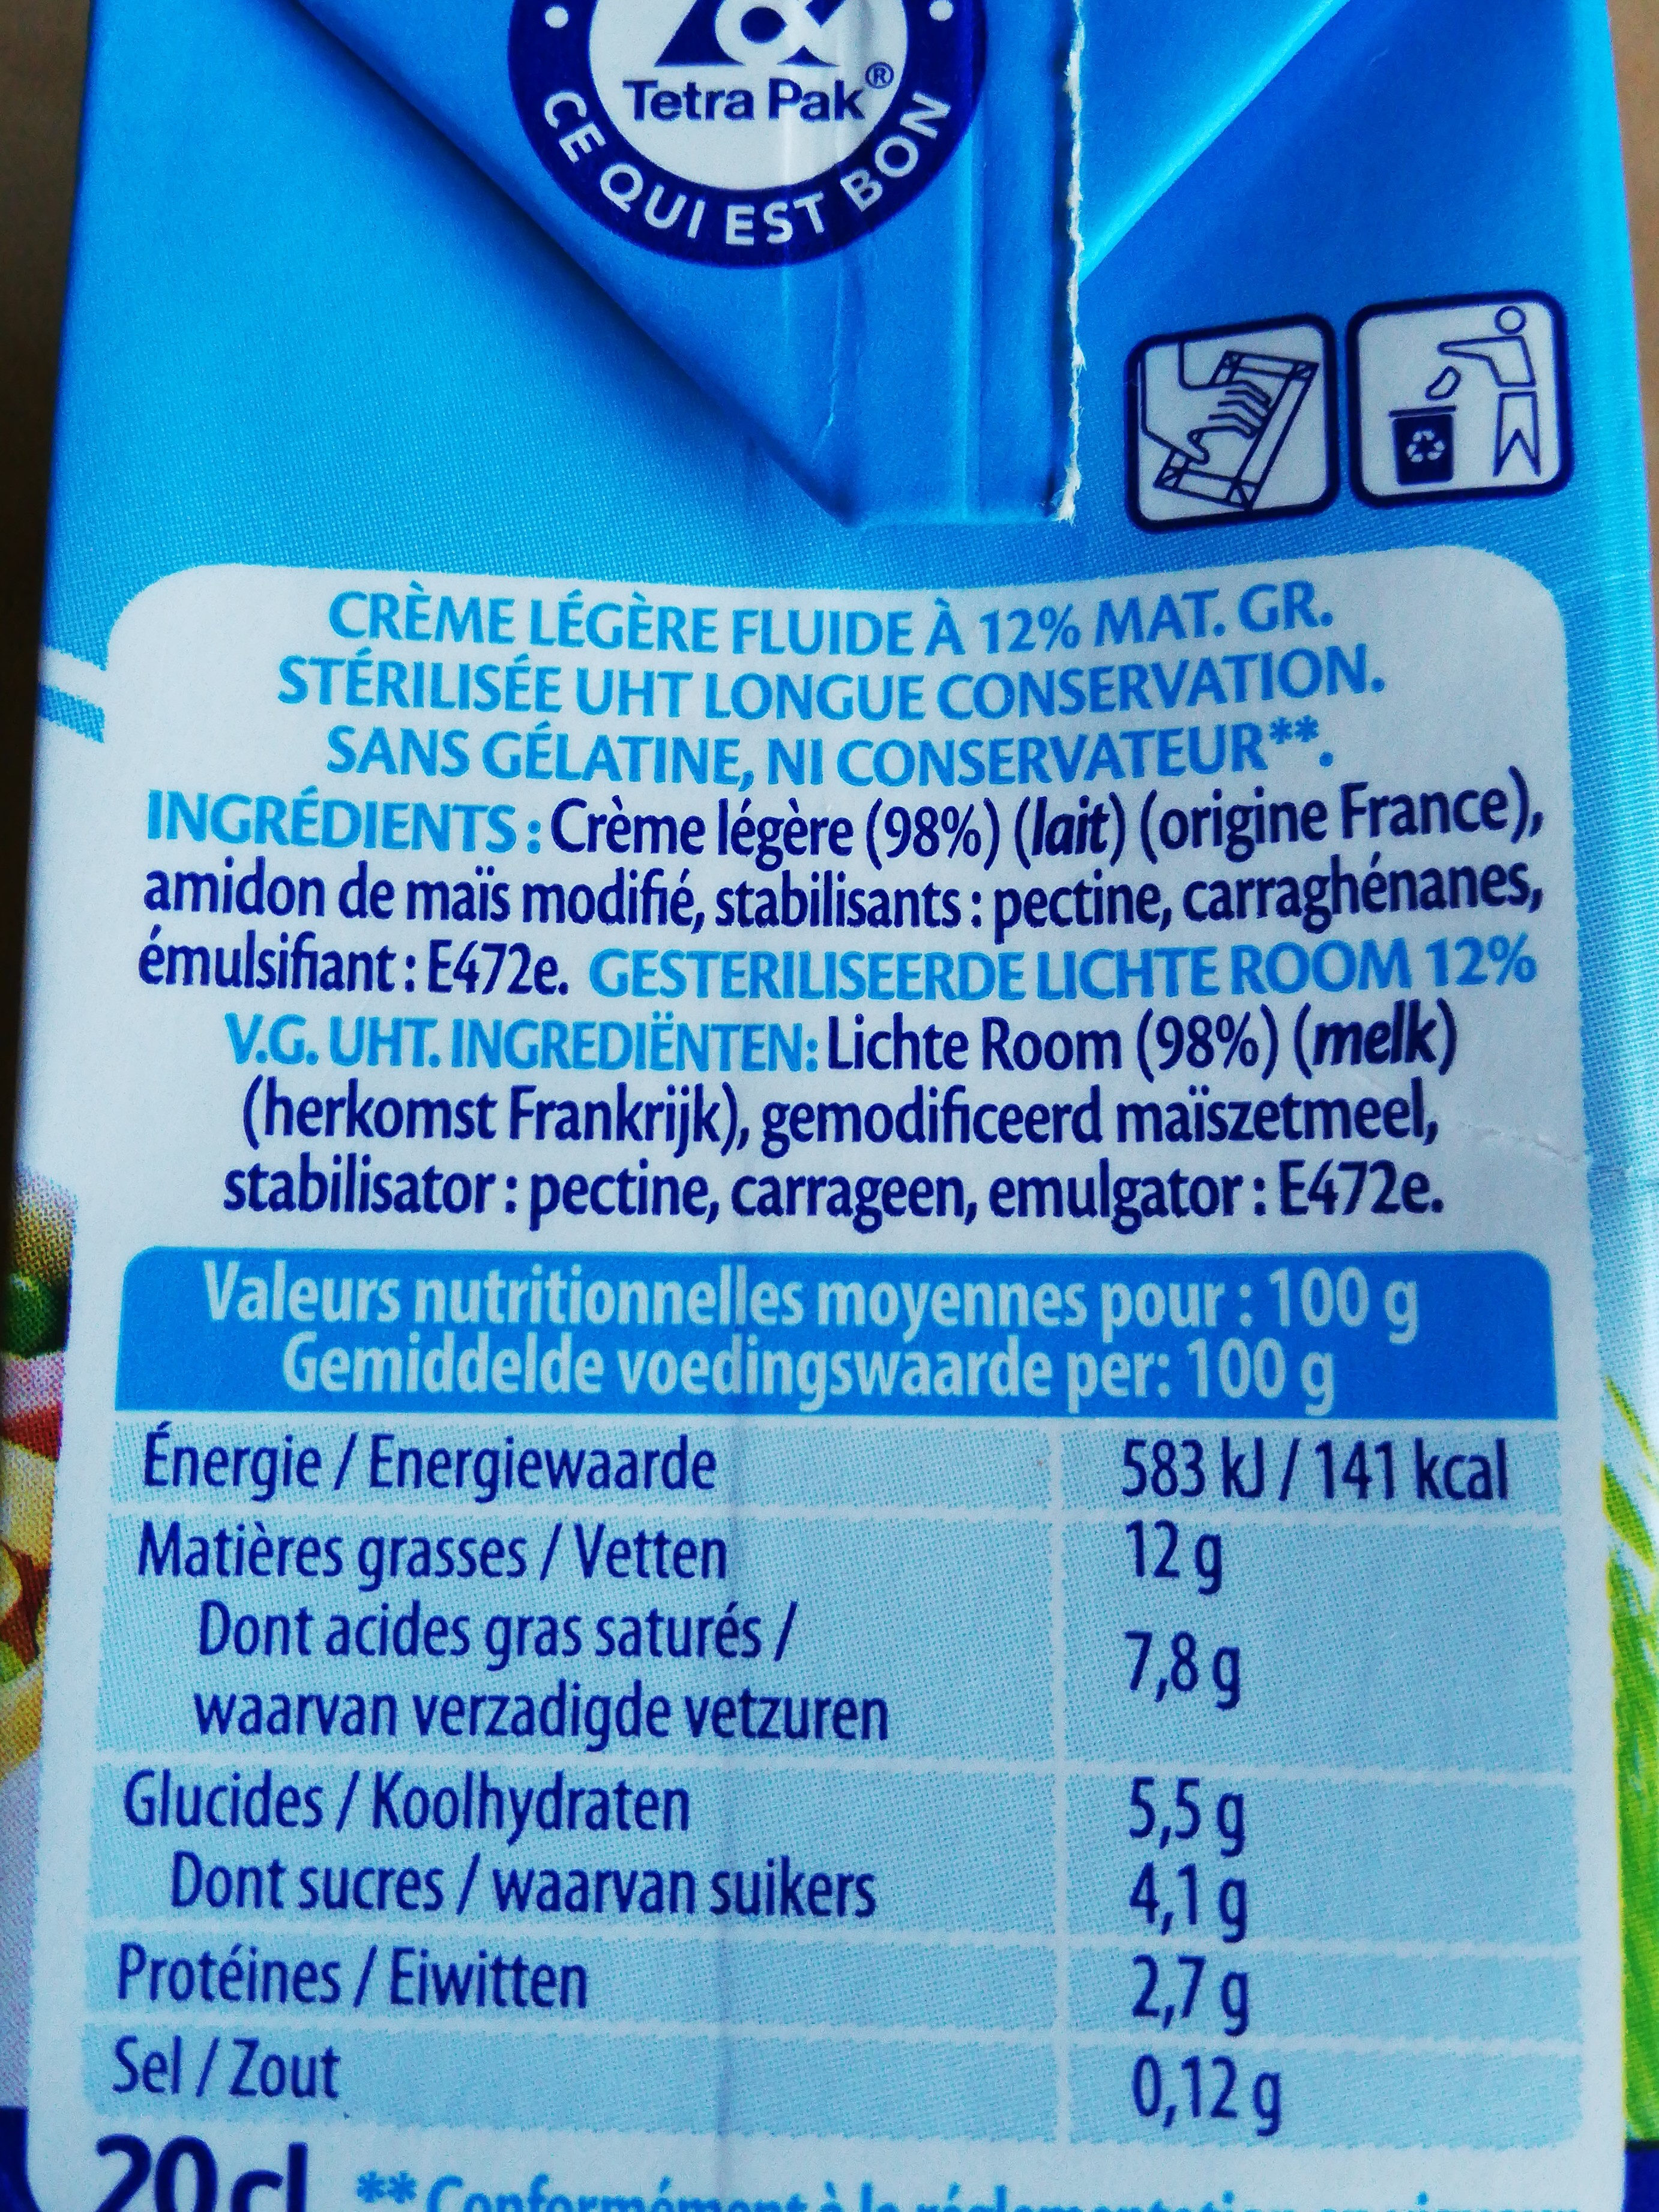 Tetra Pak®
CE QUI EST BON
CRÈME LÉGÈRE FLUIDE À 12% MAT. GR.
STÉRILISÉE UHT LONGUE CONSERVATION.
SANS GÉLATINE, NI CONSERVATEUR**.
INGRÉDIENTS : Crème légère (98%) (lait) (origine France),
amidon de maïs modifié, stabilisants : pectine, carraghénanes,
émulsifiant : E472e. GESTERILISEERDE LICHTE ROOM 12%
V.G. UHT. INGREDIËNTEN: Lichte Room (98%) (melk)
(herkomst Frankrijk), gemodificeerd maïszetmeel,
stabilisator : pectine, carrageen, emulgator : E472e.
Valeurs nutritionnelles moyennes pour : 100 g
Gemiddelde voedingswaarde per: 100 g
Énergie / Energiewaarde 583 kJ / 141 kcal
Matières grasses / Vetten 12 g
Dont acides gras saturés /
waarvan verzadigde vetzuren 7,8 g
Glucides / Koolhydraten 5,5 g
Dont sucres / waarvan suikers 4,1 g
Protéines / Eiwitten 2,7 g
Sel / Zout 0,12 g
20 cl ** Conformément à la réglementation